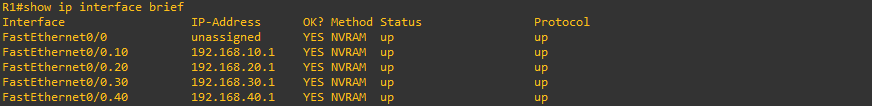 R1#show ip interface brief
Interface                  IP-Address      OK? Method Status                Protocol
FastEthernet0/0            unassigned      YES NVRAM  up                    up
FastEthernet0/0.10         192.168.10.1    YES NVRAM  up                    up
FastEthernet0/0.20         192.168.20.1    YES NVRAM  up                    up
FastEthernet0/0.30         192.168.30.1    YES NVRAM  up                    up
FastEthernet0/0.40         192.168.40.1    YES NVRAM  up                    up